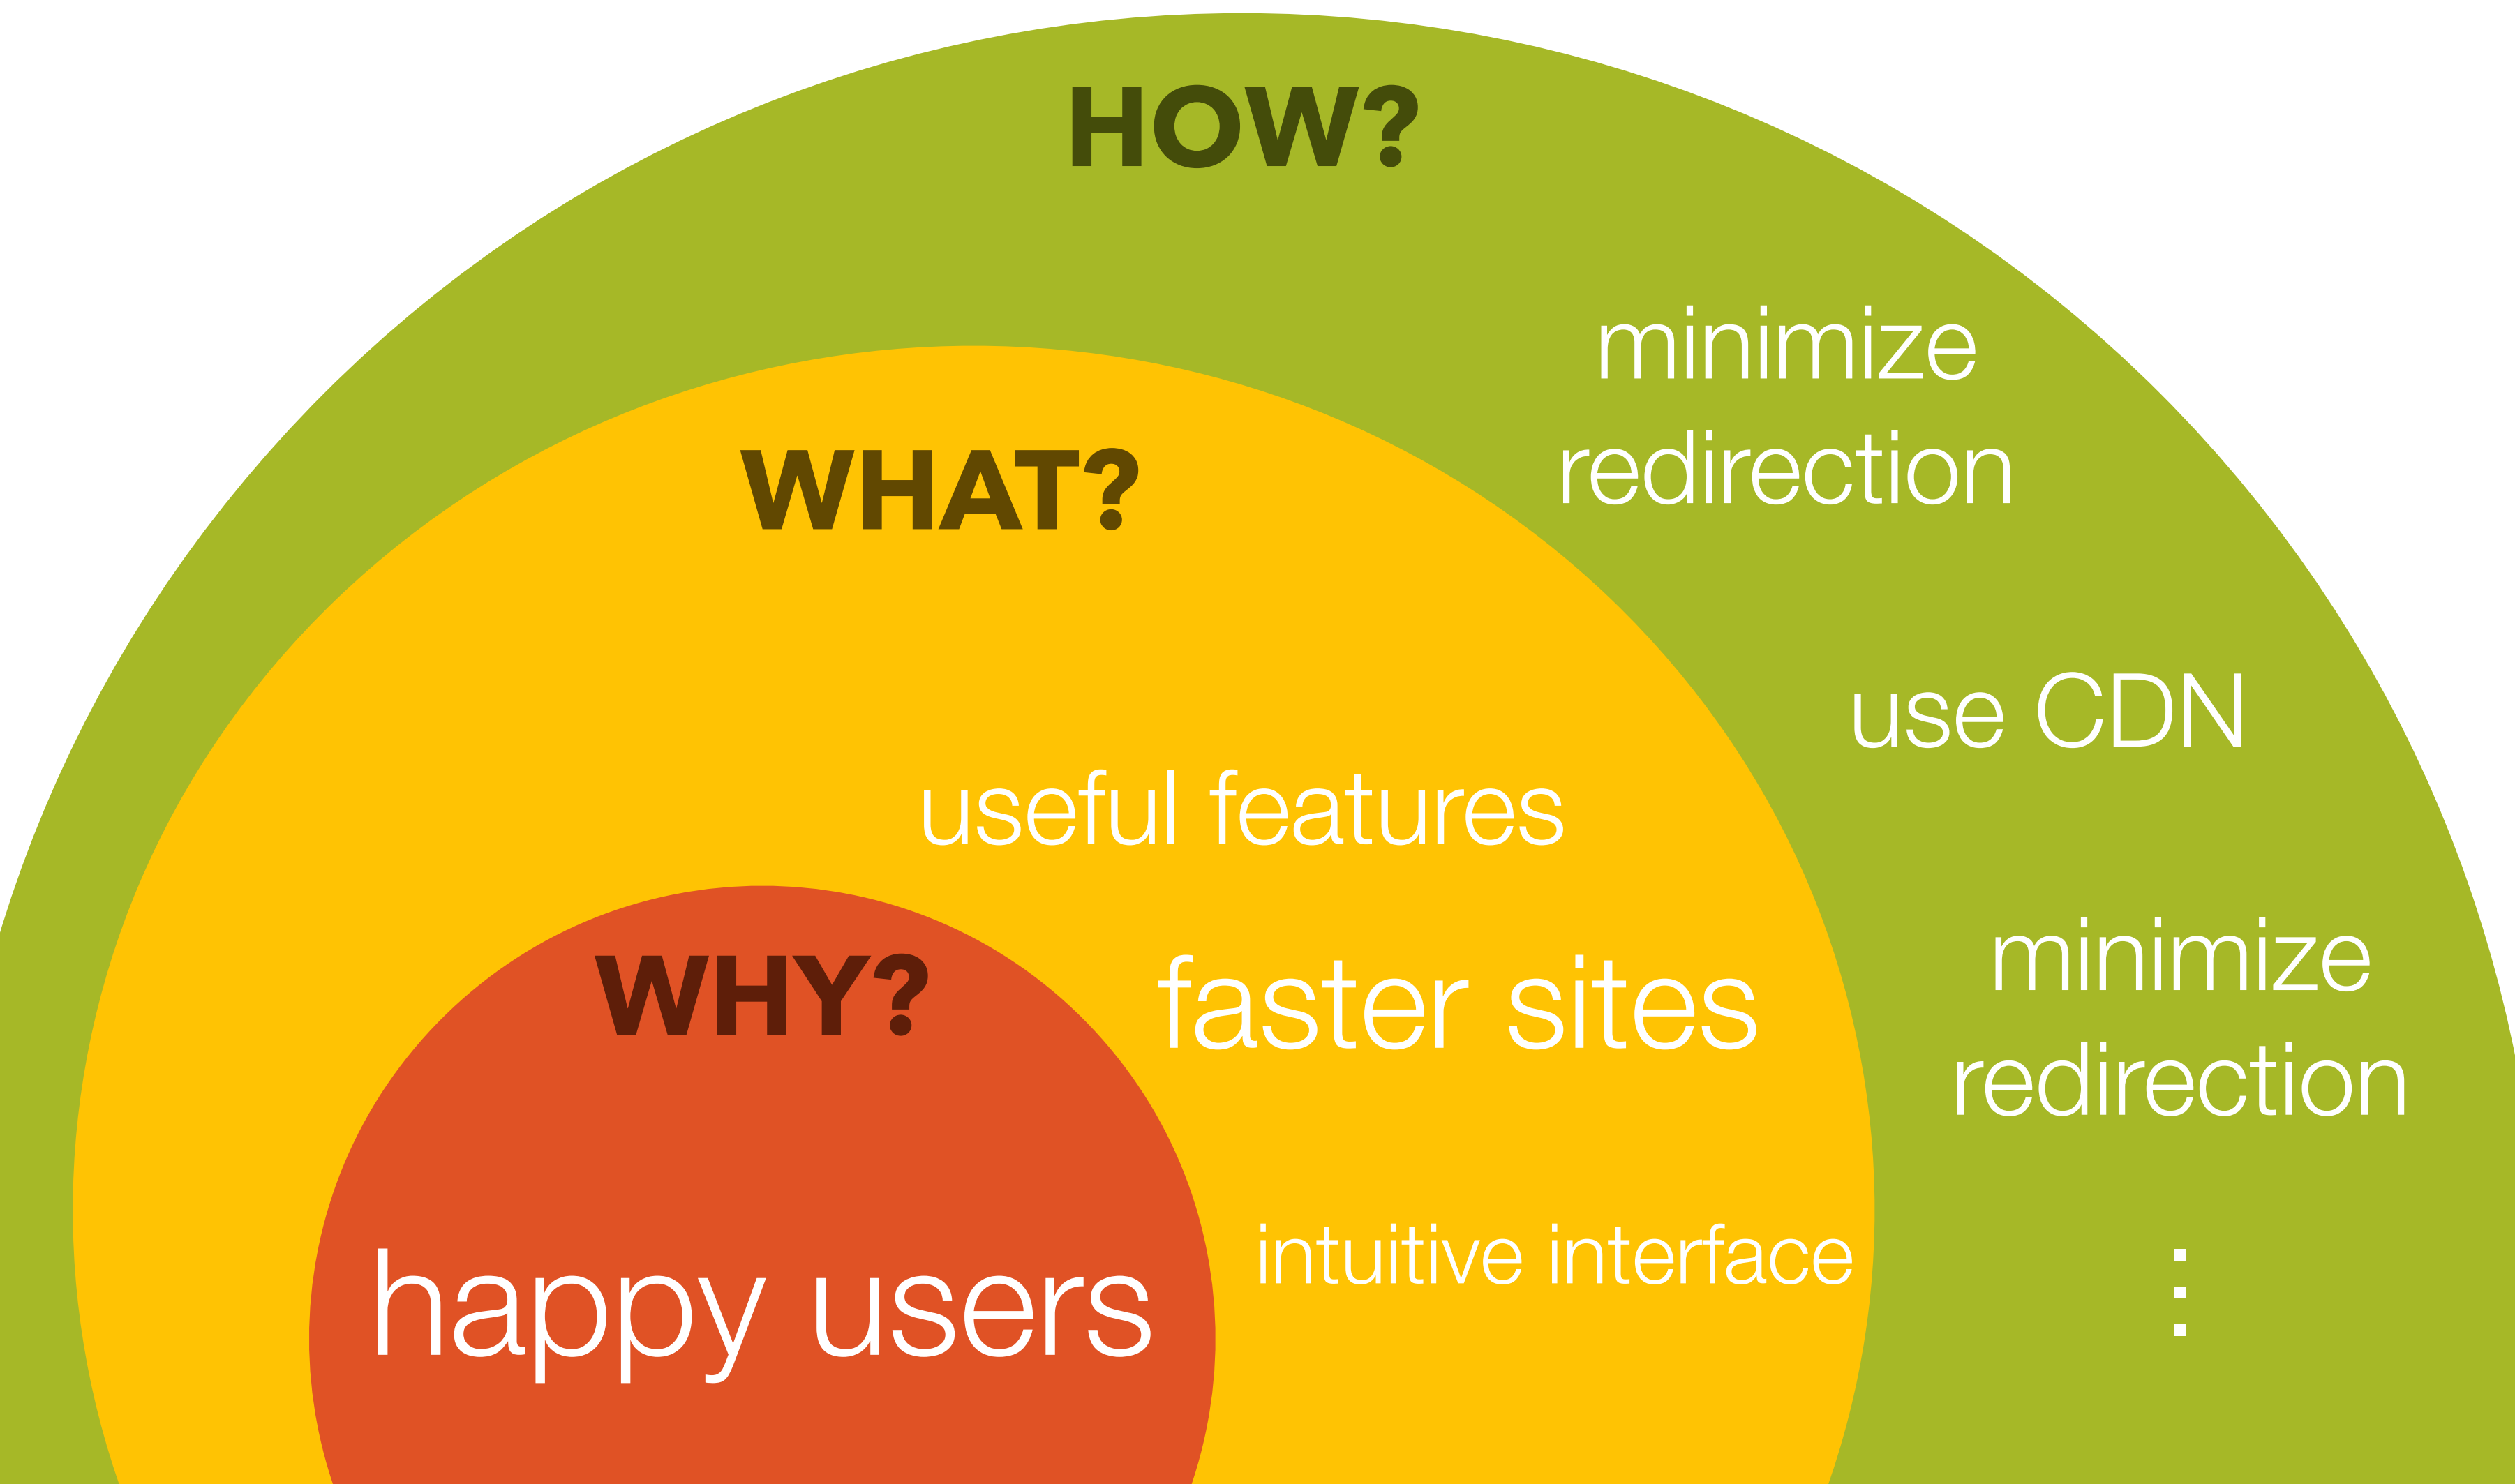 HOW?
minimize
redirection
WHAT?
use CDN
useful features
minimize
redirection
WHY?
faster sites
intuitive interface
happy users